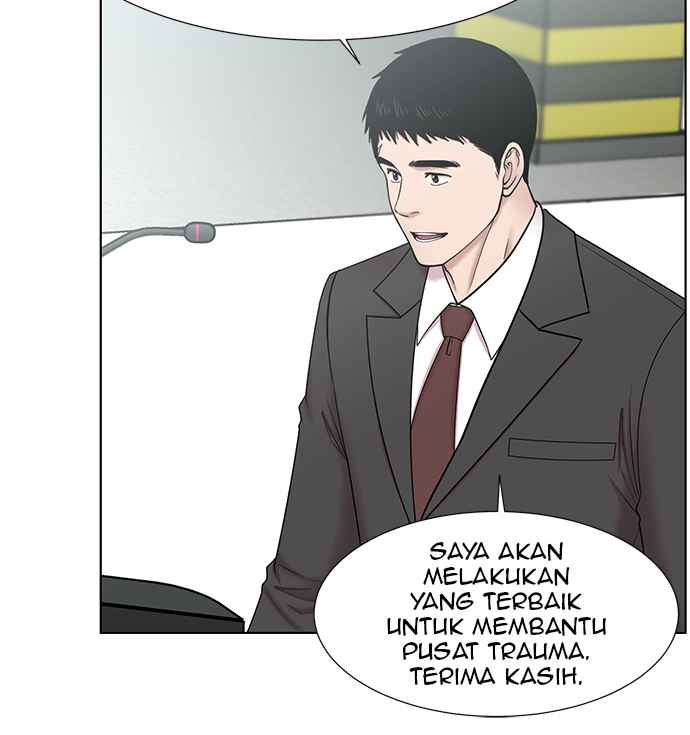 SAYA AKAN
MELAKUKAN
YANG TERBAIK
UNTUK MEMBANTU
PUSAT TRAUMA.
TERIMA KASIH.